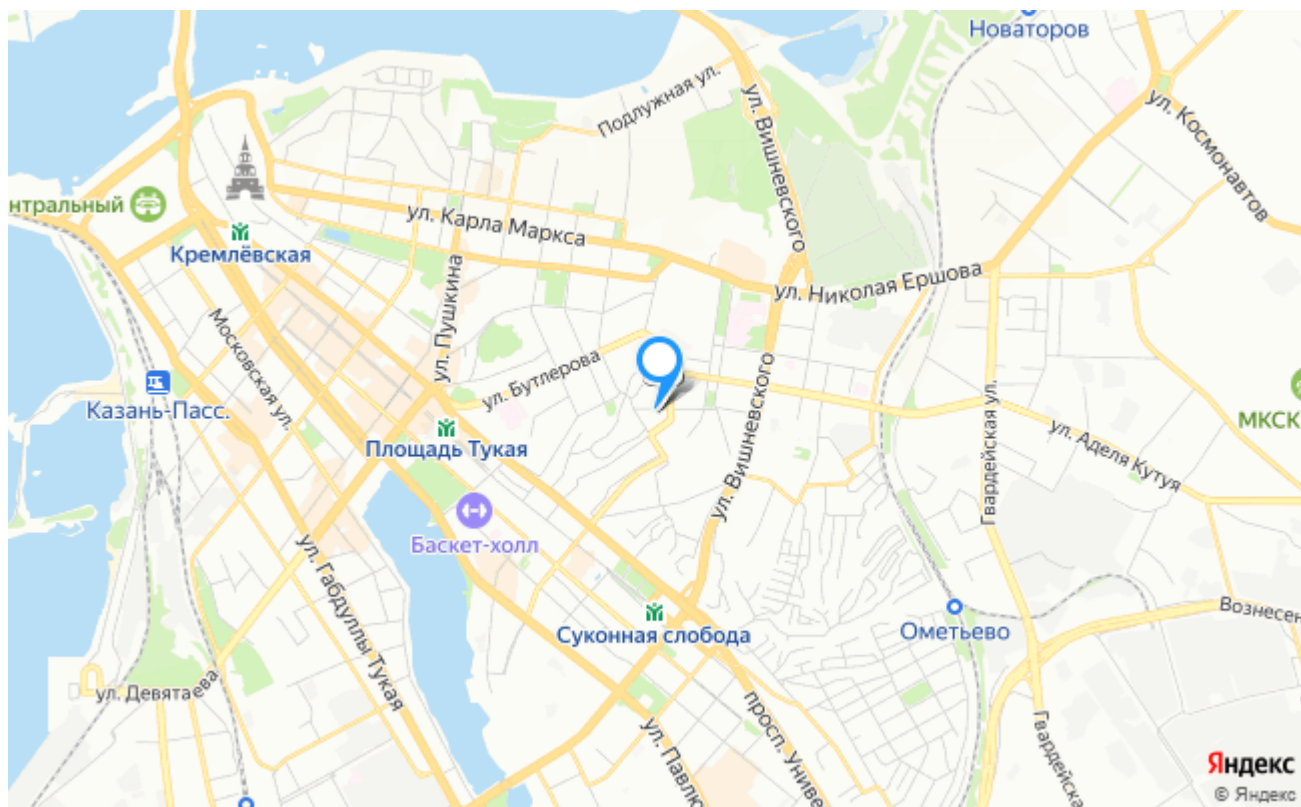 Новаторов
Подлужная ул.
ул. Вишневского
ул. Космонавтов
нтральный
ул. Карла Маркса
Кремлёвская
ул. Николая Ершова
ул. Пушкина
Московская ул.
ул. Бутлерова
Казань-Пасс.
ул. Вишневского
Гвардейская ул.
МКСК
Площадь Тукая
ул. Аделя Кутуя
Баскет-холл
ул. Габдуллы Тукая
Суконная слобода
Ометьево
Вознесен
ул. Девятаева
просп. Униве
ул. Павлю
Гвардейска
Яндекс
© Яндекс